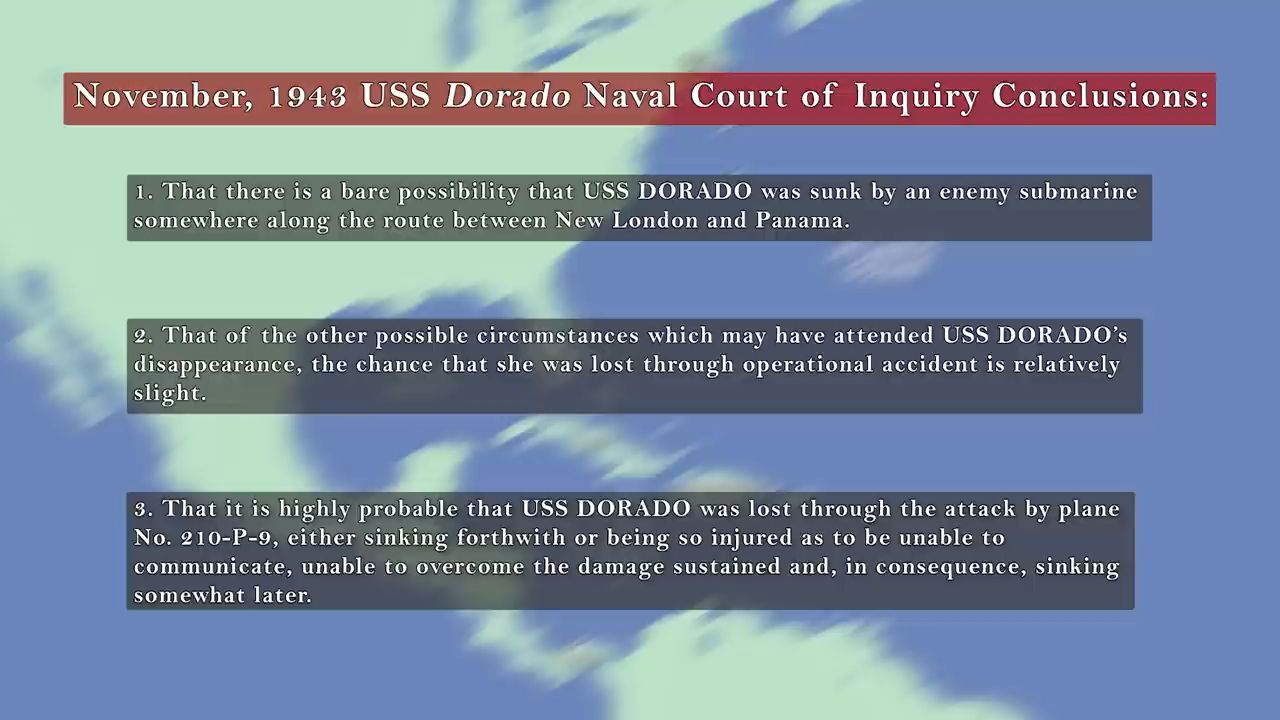 November, 1943 USS Dorado Naval Court of Inquiry Conclusions:
1. That there is a bare possibility that USS DORADO was sunk by an enemy submarine
somewhere along the route between New London and Panama.
2. That of the other possible circumstances which may have attended USS DORADO’s
disappearance, the chance that she was lost through operational accident is relatively
slight.
3. That it is highly probable that USS DORADO was lost through the attack by plane
No. 210-P-9, either sinking forthwith or being so injured as to be unable to
communicate, unable to overcome the damage sustained and, in consequence, sinking
somewhat later.